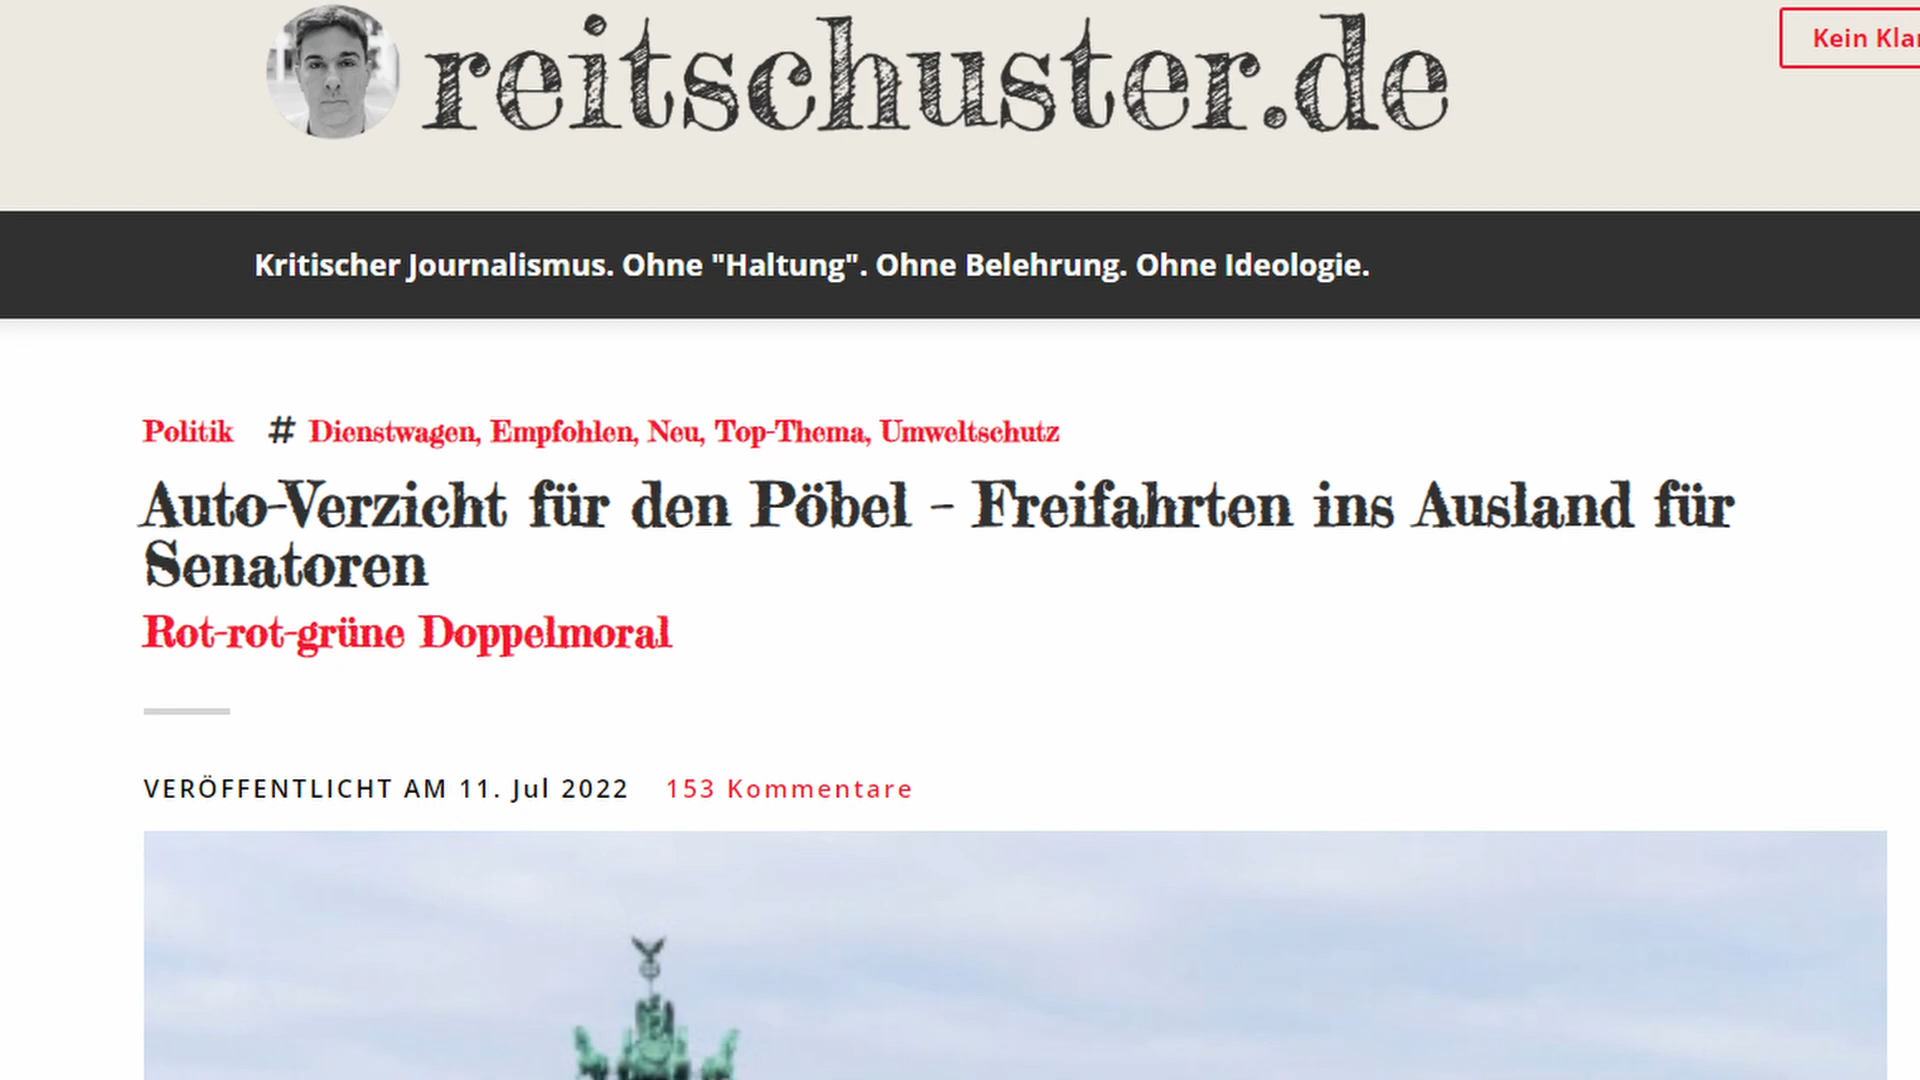 reitschuster.de
Kein Kla
Kritischer Journalismus. Ohne "Haltung". Ohne Belehrung. Ohne Ideologie.
Politik # Dienstwagen, Empfohlen, Neu, Top-Thema, Umweltschutz
Auto-Verzicht für den Pöbel – Freifahrten ins Ausland für
Senatoren
Rot-rot-grüne Doppelmoral
VERÖFFENTLICHT AM 11. Jul 2022 153 Kommentare